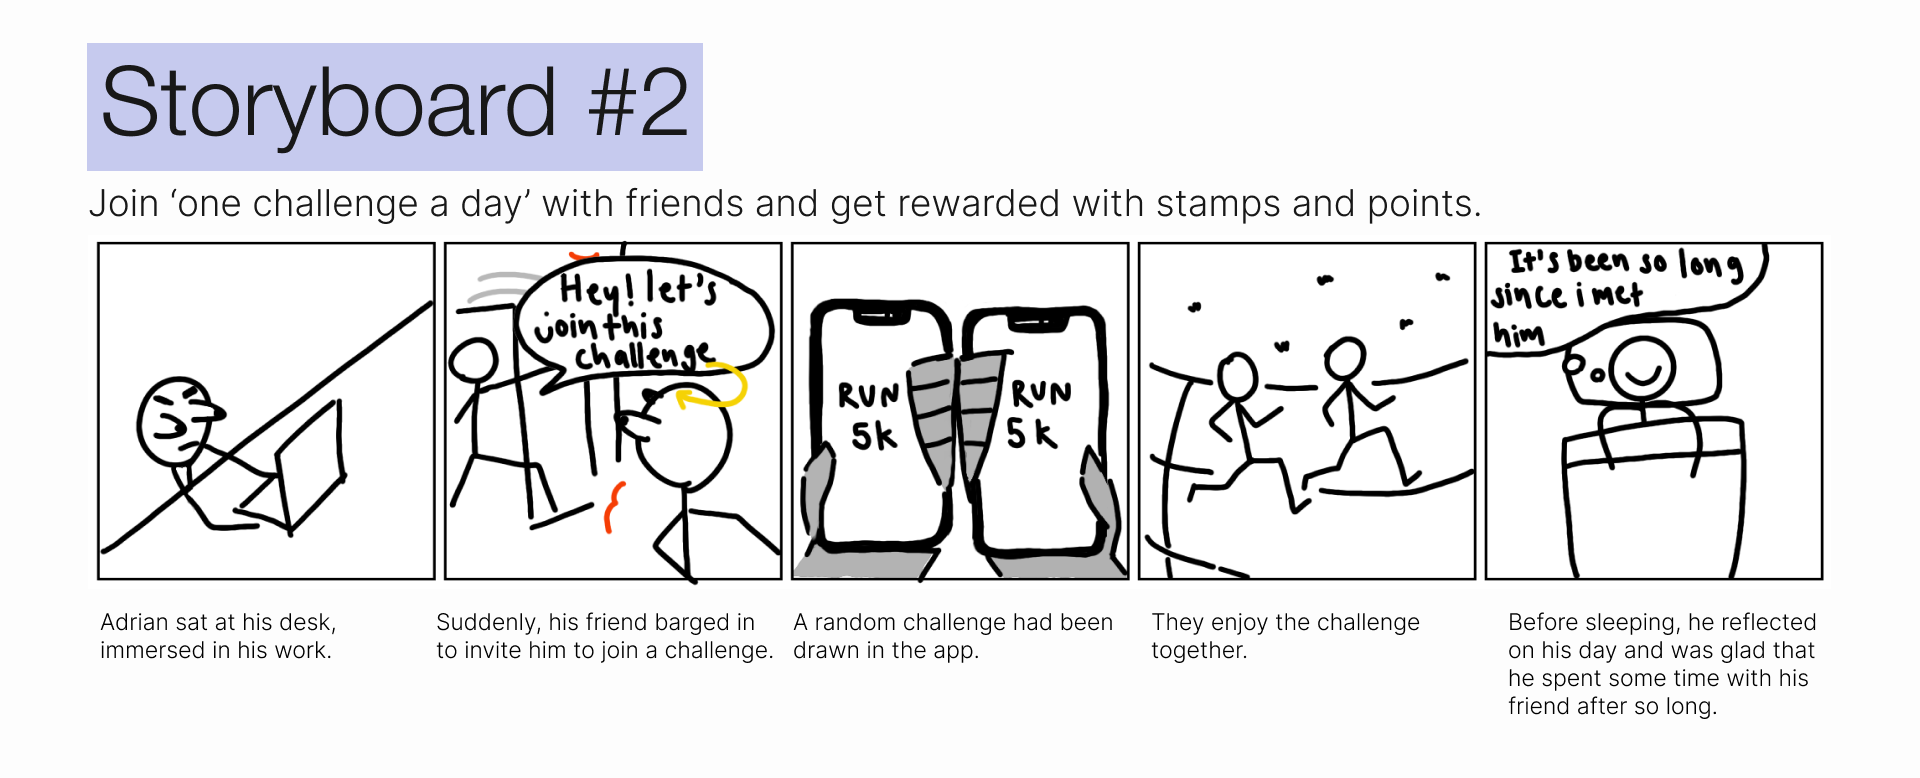 Storyboard #2
Join ‘one challenge a day’ with friends and get rewarded with stamps and points.
Hey! let's
join this
challenge
RUN
5k
RUN
5k
It's been so long
since i met
him
Adrian sat at his desk,
immersed in his work.
Suddenly, his friend barged in
to invite him to join a challenge.
A random challenge had been
drawn in the app.
They enjoy the challenge
together.
Before sleeping, he reflected
on his day and was glad that
he spent some time with his
friend after so long.